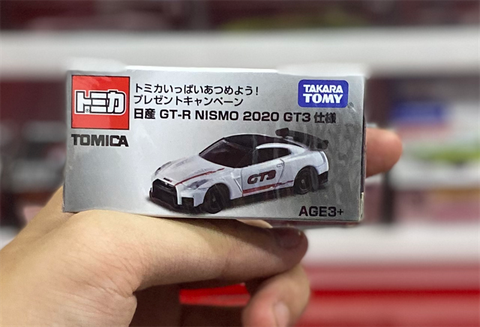 トミカ
TOMICA
トミカいっぱいあつめよう!
プレゼントキャンペーン
日産 GT-R NISMO 2020 GT3 仕様
TAKARA
TOMY
GT3
AGE3+